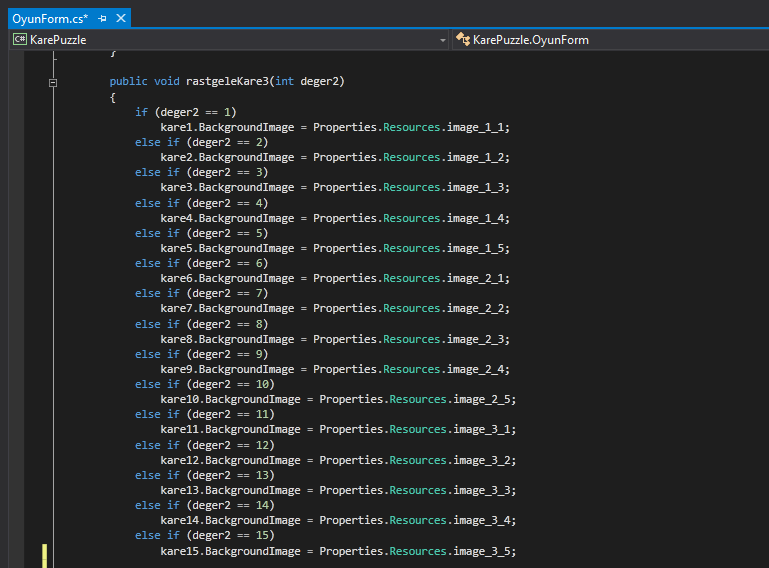 OyunForm.cs*
C# KarePuzzle
KarePuzzle.OyunForm
}
public void rastgeleKare3(int deger2)
{
if (deger2 == 1)
kare1.BackgroundImage = Properties.Resources.image_1_1;
else if (deger2 == 2)
kare2.BackgroundImage = Properties.Resources.image_1_2;
else if (deger2 == 3)
kare3.BackgroundImage = Properties.Resources.image_1_3;
else if (deger2 == 4)
kare4.BackgroundImage = Properties.Resources.image_1_4;
else if (deger2 == 5)
kare5.BackgroundImage = Properties.Resources.image_1_5;
else if (deger2 == 6)
kare6.BackgroundImage = Properties.Resources.image_2_1;
else if (deger2 == 7)
kare7.BackgroundImage = Properties.Resources.image_2_2;
else if (deger2 == 8)
kare8.BackgroundImage = Properties.Resources.image_2_3;
else if (deger2 == 9)
kare9.BackgroundImage = Properties.Resources.image_2_4;
else if (deger2 == 10)
kare10.BackgroundImage = Properties.Resources.image_2_5;
else if (deger2 == 11)
kare11.BackgroundImage = Properties.Resources.image_3_1;
else if (deger2 == 12)
kare12.BackgroundImage = Properties.Resources.image_3_2;
else if (deger2 == 13)
kare13.BackgroundImage = Properties.Resources.image_3_3;
else if (deger2 == 14)
kare14.BackgroundImage = Properties.Resources.image_3_4;
else if (deger2 == 15)
kare15.BackgroundImage = Properties.Resources.image_3_5;